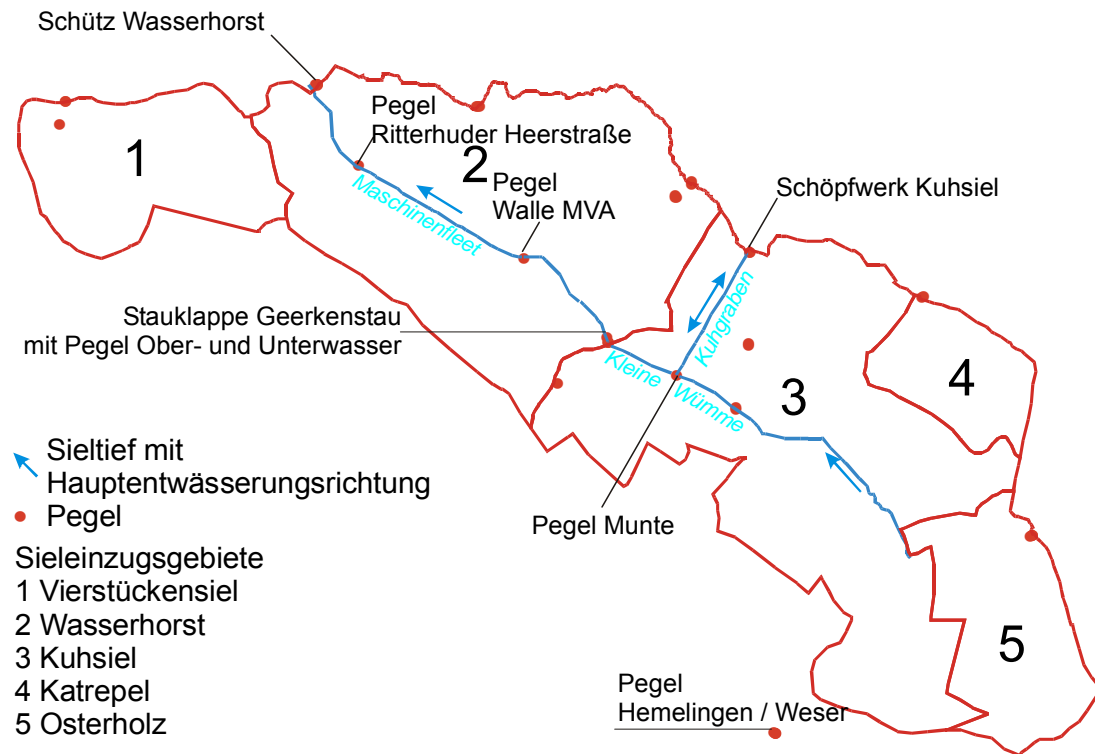 Schütz Wasserhorst
Pegel
Ritterhuder Heerstraße
1
2
Pegel
Walle MVA
Schöpfwerk Kuhsiel
Maschinenfleet
Kuhgraben
Stauklappe Geerkenstau
mit Pegel Ober- und Unterwasser
Kleine Wümme
3
4
Pegel Munte
Sieltief mit
Hauptentwässerungsrichtung
Pegel
Sieleinzugsgebiete
1 Vierstückensiel
2 Wasserhorst
3 Kuhsiel
4 Katrepel
5 Osterholz
5
Pegel
Hemelingen / Weser